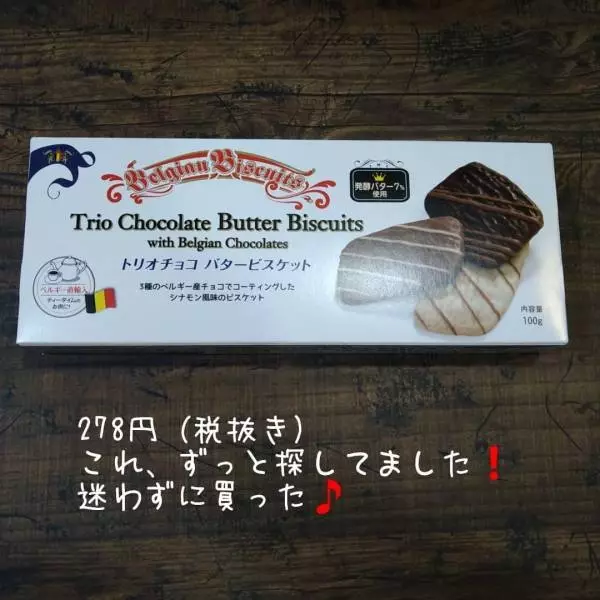 Belgian Biscuits
発酵バター7%
使用
Trio Chocolate Butter Biscuits
with Belgian Chocolates
トリオチョコ バタービスケット
3種のベルギー産チョコでコーティングした
シナモン風味のビスケット
ベルギー直輸入
ティータイムの
お供に!
内容量
100g
278円（税抜き）
これ、ずっと探してました❗
迷わずに買った🎵